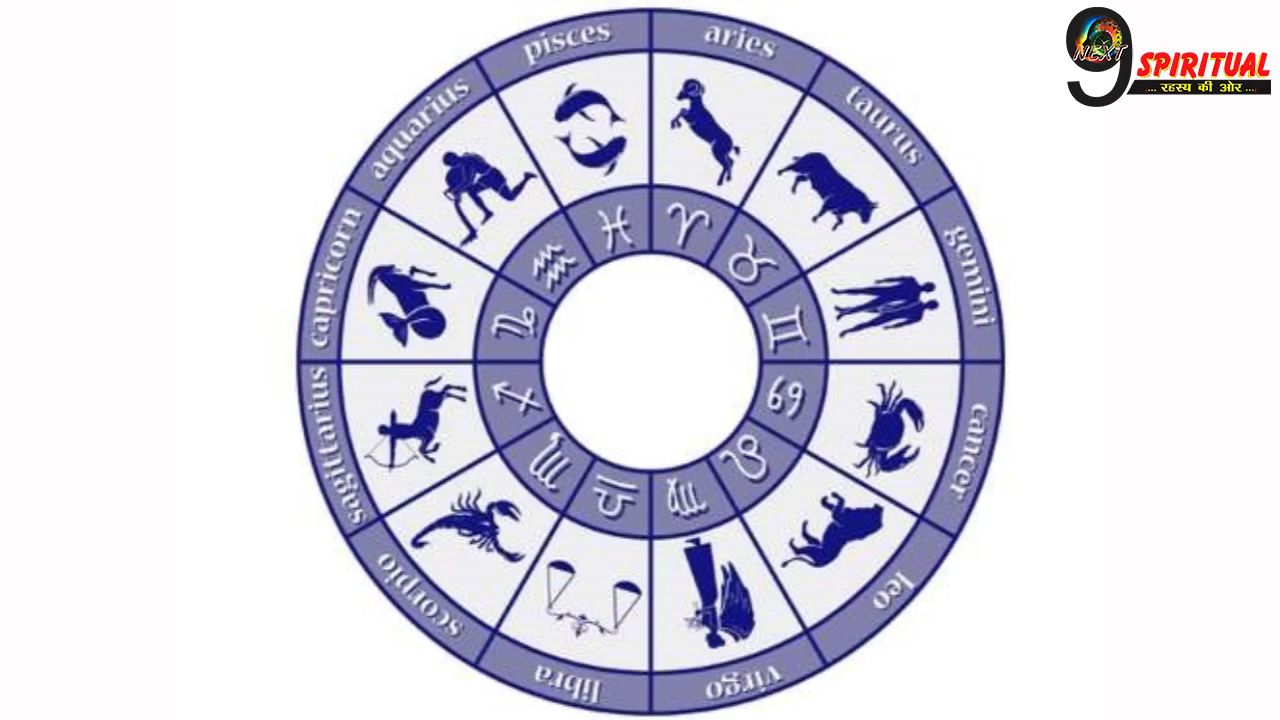 pisces
aries
taurus
gemini
cancer
leo
virgo
libra
scorpio
sagittarius
capricorn
aquarius
9
NEXT
SPIRITUAL
... रहस्य की ओर ...